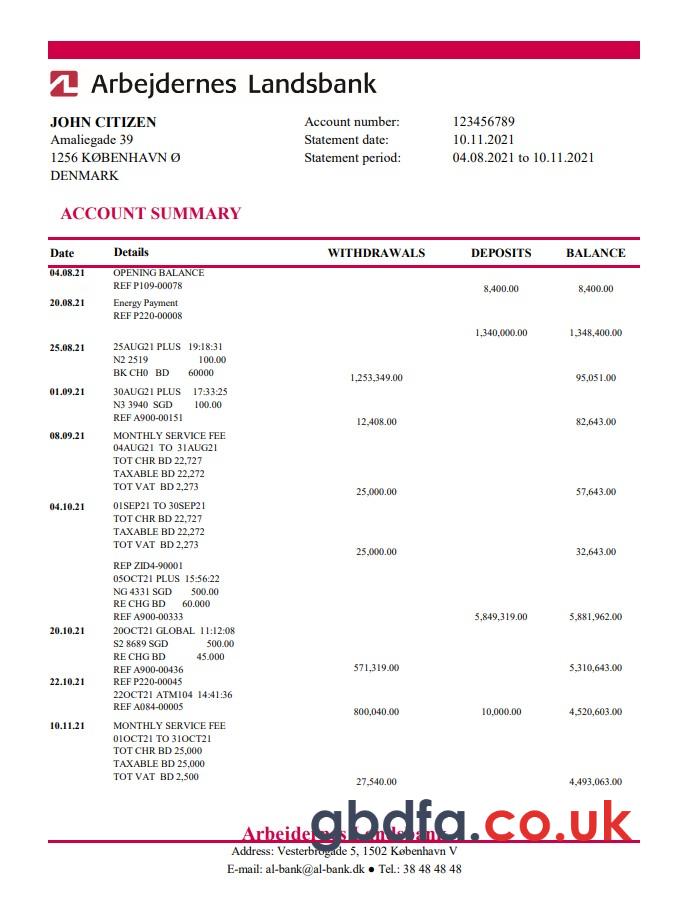 Arbejdernes Landsbank
JOHN CITIZEN
Amaliegade 39
1256 KØBENHAVN Ø
DENMARK
Account number: 123456789
Statement date: 10.11.2021
Statement period: 04.08.2021 to 10.11.2021
ACCOUNT SUMMARY
Date Details WITHDRAWALS DEPOSITS BALANCE
04.08.21 OPENING BALANCE
REF P109-00078
8,400.00 8,400.00
20.08.21 Energy Payment
REF P220-00008
1,340,000.00 1,348,400.00
25.08.21 25AUG21 PLUS 19:18:31
N2 2519 100.00
BK CH0 BD 60000
1,253,349.00 95,051.00
01.09.21 30AUG21 PLUS 17:33:25
N3 3940 SGD 100.00
REF A900-00151
12,408.00 82,643.00
08.09.21 MONTHLY SERVICE FEE
04AUG21 TO 31AUG21
TOT CHR BD 22,727
TAXABLE BD 22,272
TOT VAT BD 2,273
25,000.00 57,643.00
04.10.21 01SEP21 TO 30SEP21
TOT CHR BD 22,727
TAXABLE BD 22,272
TOT VAT BD 2,273
25,000.00 32,643.00
REP ZID4-90001
05OCT21 PLUS 15:56:22
NG 4331 SGD 500.00
RE CHG BD 60.000
REF A900-00333 5,849,319.00 5,881,962.00
20.10.21 20OCT21 GLOBAL 11:12:08
S2 8689 SGD 500.00
RE CHG BD 45.000
REF A900-00436 571,319.00 5,310,643.00
22.10.21 REF P220-00045
22OCT21 ATM104 14:41:36
REF A084-00005
800,040.00 10,000.00 4,520,603.00
10.11.21 MONTHLY SERVICE FEE
01OCT21 TO 31OCT21
TOT CHR BD 25,000
TAXABLE BD 25,000
TOT VAT BD 2,500
27,540.00 4,493,063.00
gbdfa.co.uk
Arbejdernes Landsbank
Address: Vesterbrogade 5, 1502 København V
E-mail: al-bank@al-bank.dk ● Tel.: 38 48 48 48